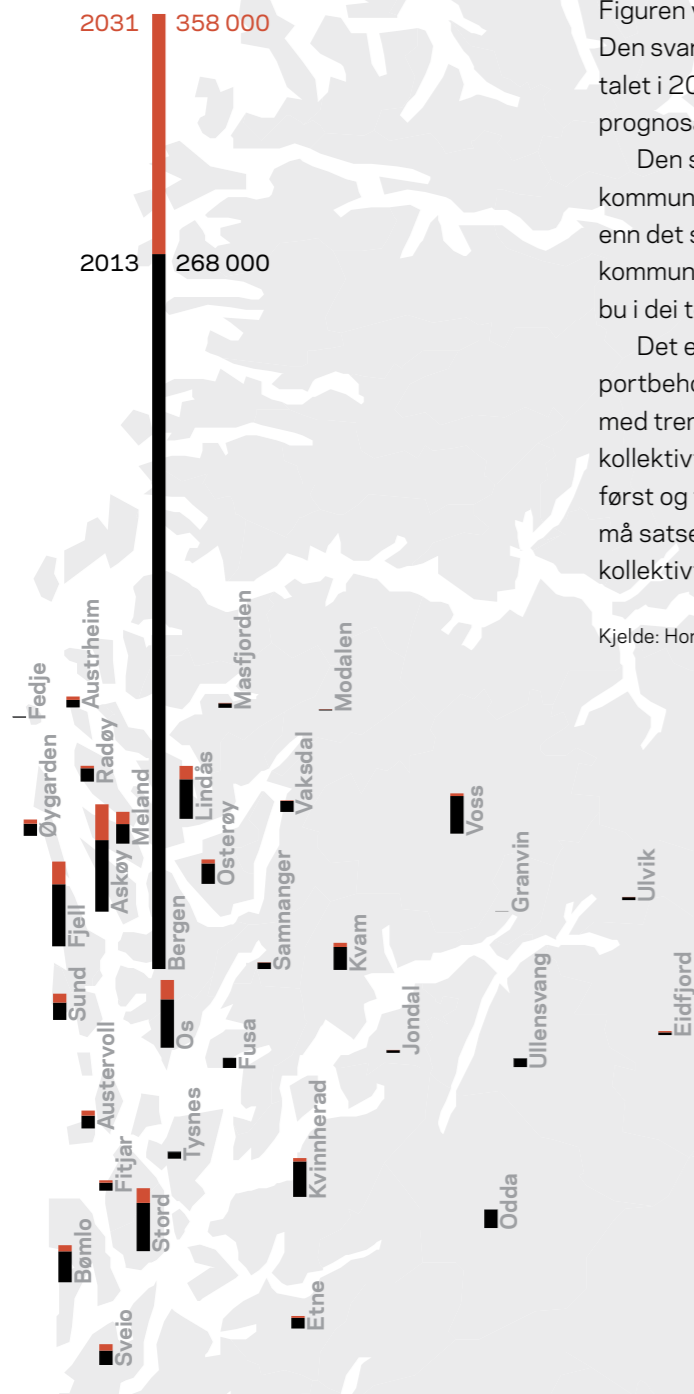 2031 358 000
2013 268 000
Figuren
Den svar
talet i 20
prognosa
Den s
kommun
enn det s
kommun
bu i dei t
Det e
portbeho
med tren
kollektiv
først og
må satse
kollektiv
Kjelde: Hor
Fedje
Austrheim
Masfjorden
Modalen
Øygarden
Radøy
Meland
Lindås
Vaksdal
Voss
Askøy
Osterøy
Granvin
Ulvik
Fjell
Bergen
Samnanger
Kvam
Sund
Os
Fusa
Jondal
Ullensvang
Eidfjord
Austervoll
Tysnes
Fitjar
Kvinnherad
Stord
Odda
Bømlo
Etne
Sveio